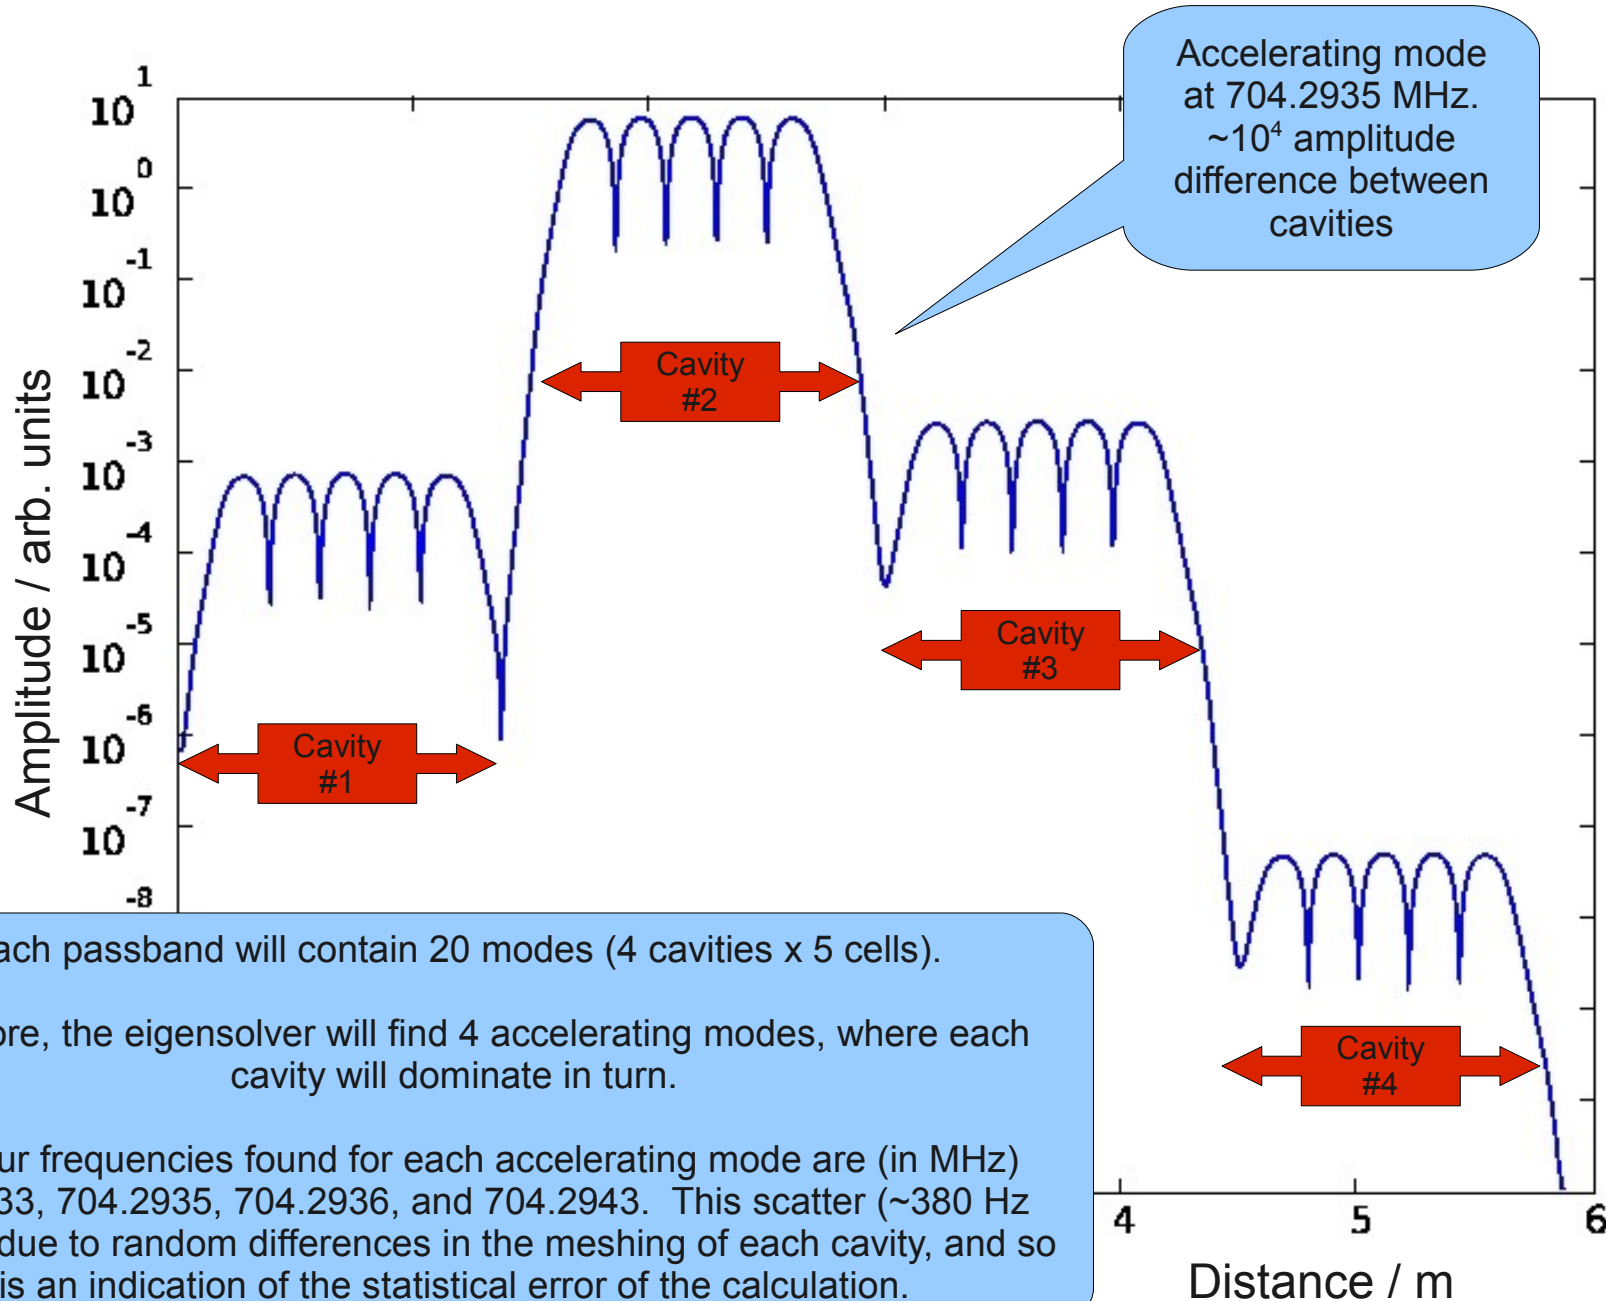 Accelerating mode
at 704.2935 MHz.
~10⁴ amplitude
difference between
cavities
10¹
10⁰
10⁻¹
10⁻²
10⁻³
10⁻⁴
10⁻⁵
10⁻⁶
10⁻⁷
-8
Amplitude / arb. units
Cavity
#2
Cavity
#3
Cavity
#1
Cavity
#4
ach passband will contain 20 modes (4 cavities x 5 cells).
ore, the eigensolver will find 4 accelerating modes, where each
cavity will dominate in turn.
ur frequencies found for each accelerating mode are (in MHz)
33, 704.2935, 704.2936, and 704.2943. This scatter (~380 Hz
due to random differences in the meshing of each cavity, and so
is an indication of the statistical error of the calculation.
4 5 6
Distance / m